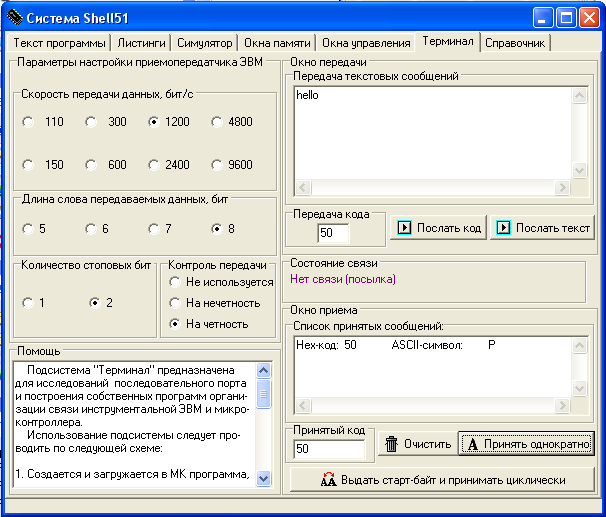 Система Shell51
Текст программы Листинги Симулятор Окна памяти Окна управления Терминал Справочник
Параметры настройки приемопередатчика ЭВМ
Скорость передачи данных, бит/с
110 300 1200 4800
150 600 2400 9600
Длина слова передаваемых данных, бит
5 6 7 8
Количество стоповых бит
1 2
Контроль передачи
Не используется
На нечетность
На четность
Помощь
Подсистема "Терминал" предназначена
для исследований последовательного порта
и построения собственных программ органи-
зации связи инструментальной ЭВМ и микро-
контроллера.
Использование подсистемы следует про-
водить по следующей схеме:
1. Создается и загружается в МК программа,
Окно передачи
Передача текстовых сообщений
hello
Передача кода
50
Послать код
Послать текст
Состояние связи
Нет связи (посылка)
Окно приема
Список принятых сообщений:
Hex-код: 50 ASCII-символ: P
Принятый код
50
Очистить
Принять однократно
Выдать старт-байт и принимать циклически